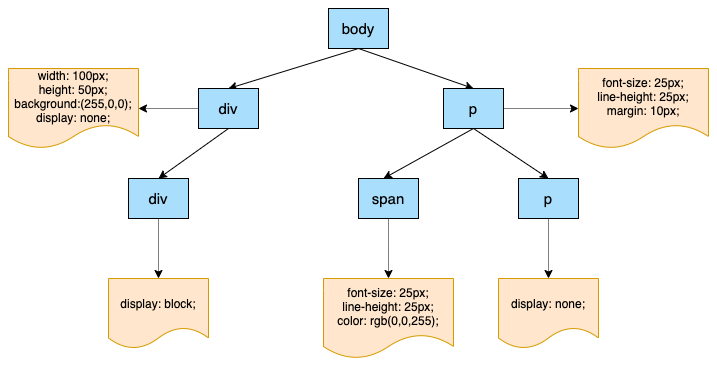 body
width: 100px;
height: 50px;
background:(255,0,0);
display: none;
div
p
font-size: 25px;
line-height: 25px;
margin: 10px;
div
span
p
display: block;
font-size: 25px;
line-height: 25px;
color: rgb(0,0,255);
display: none;